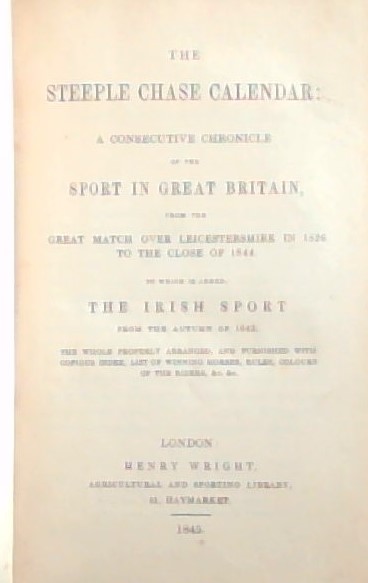 THE
STEEPLE CHASE CALENDAR:
A CONSECUTIVE CHRONICLE
OF THE
SPORT IN GREAT BRITAIN,
FROM THE
GREAT MATCH OVER LEICESTERSHIRE IN 1826
TO THE CLOSE OF 1844.
TO WHICH IS ADDED,
THE IRISH SPORT
FROM THE AUTUMN OF 1842.
THE WHOLE PROPERLY ARRANGED, AND FURNISHED WITH
COPIOUS INDEX, LIST OF WINNING HORSES, RULES, COLOURS
OF THE RIDERS, &c. &c.
LONDON
HENRY WRIGHT,
AGRICULTURAL AND SPORTING LIBRARY,
51, HAYMARKET.
1845.